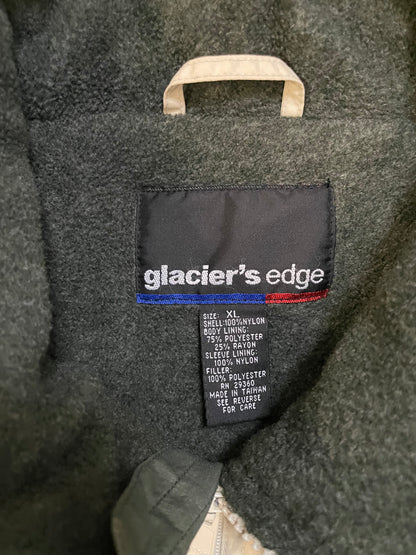 glacier's edge
SIZE: XL
SHELL:100%NYLON
BODY LINING:
75% POLYESTER
25% RAYON
SLEEVE LINING:
100% NYLON
FILLER:
100% POLYESTER
RN 29360
MADE IN TAIWAN
SEE REVERSE
FOR CARE